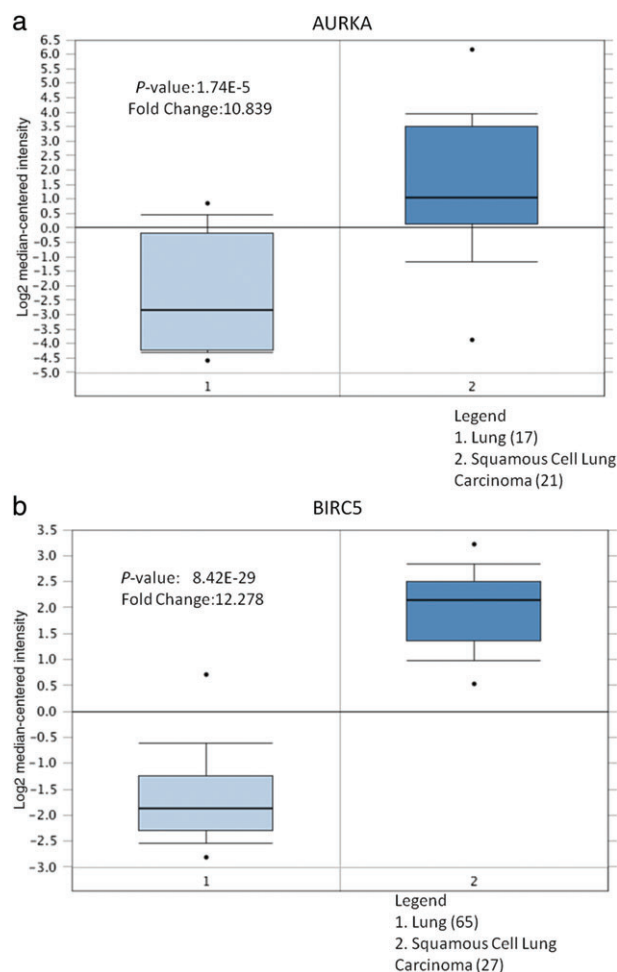 a
AURKA
Log2 median-centered intensity
6.5
6.0
5.5
5.0
4.5
4.0
3.5
3.0
2.5
2.0
1.5
1.0
0.5
0.0
−0.5
−1.0
−1.5
−2.0
−2.5
−3.0
−3.5
−4.0
−4.5
−5.0
P-value:1.74E-5
Fold Change:10.839
1
2
Legend
1. Lung (17)
2. Squamous Cell Lung
Carcinoma (21)
b
BIRC5
Log2 median-centered intensity
3.5
3.0
2.5
2.0
1.5
1.0
0.5
0.0
−0.5
−1.0
−1.5
−2.0
−2.5
−3.0
P-value: 8.42E-29
Fold Change:12.278
1
2
Legend
1. Lung (65)
2. Squamous Cell Lung
Carcinoma (27)